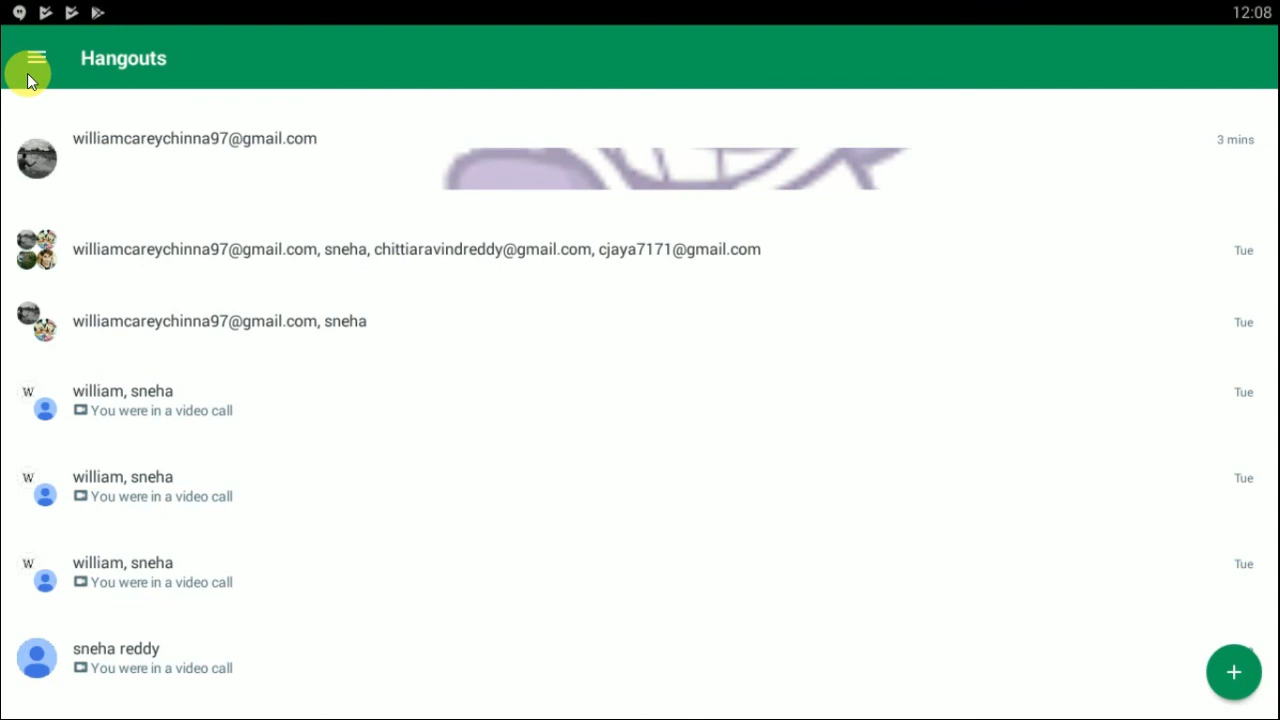 12:08
Hangouts
williamcareychinna97@gmail.com
3 mins
williamcareychinna97@gmail.com, sneha, chittiaravindreddy@gmail.com, cjaya7171@gmail.com
Tue
williamcareychinna97@gmail.com, sneha
Tue
W
william, sneha
Tue
You were in a video call
W
william, sneha
Tue
You were in a video call
W
william, sneha
Tue
You were in a video call
sneha reddy
You were in a video call
+